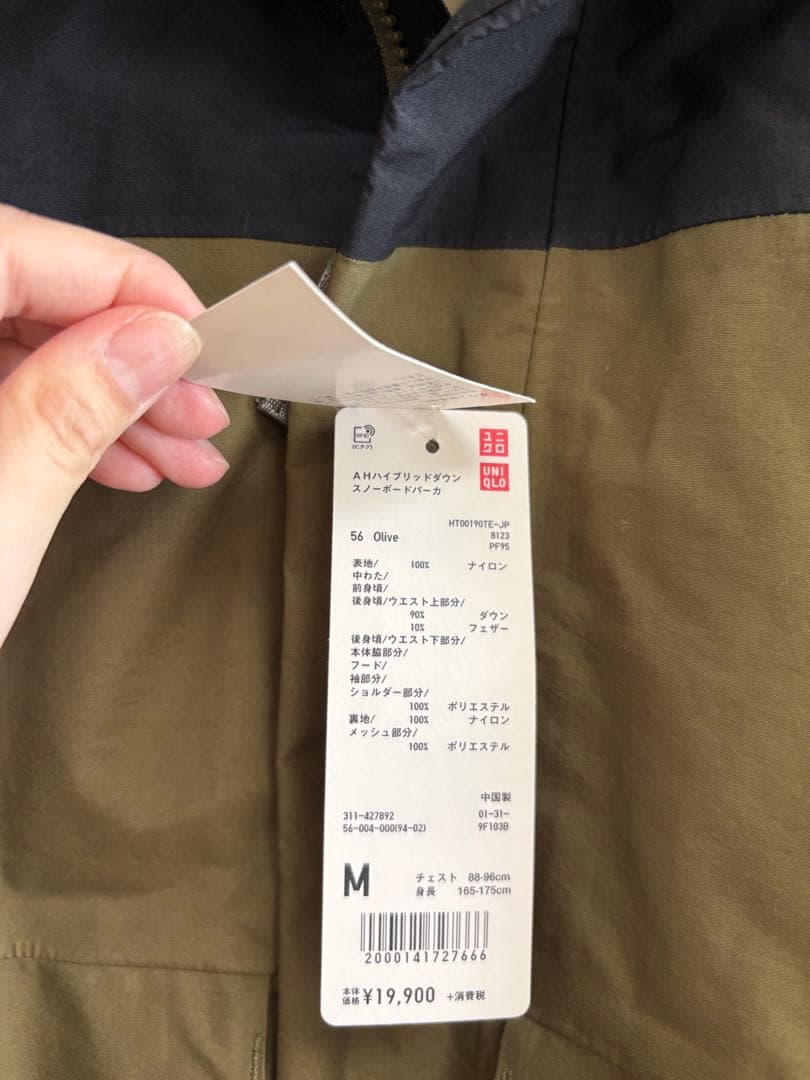 RFID
(ICタグ)
ユニ
クロ
UNI
QLO
AHハイブリッドダウン
スノーボードパーカ
HT00190TE-JP
56 Olive
8123
PF95
表地/ 100% ナイロン
中わた/
前身頃/
後身頃/ウエスト上部分/
90% ダウン
10% フェザー
後身頃/ウエスト下部分/
本体脇部分/
フード/
袖部分/
ショルダー部分/
100% ポリエステル
裏地/ 100% ナイロン
メッシュ部分/
100% ポリエステル
中国製
311-427892 01-31-
56-004-000(94-02) 9F103B
M
チェスト 88-96cm
身長 165-175cm
2000141727666
本体
価格 ¥19,900 +消費税